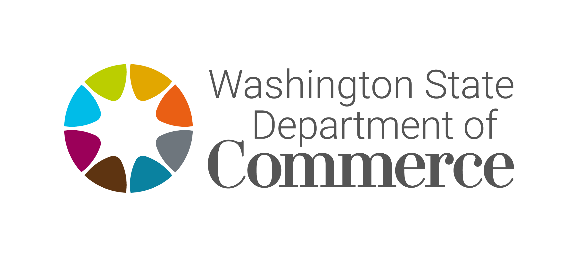 Washington State
Department of
Commerce